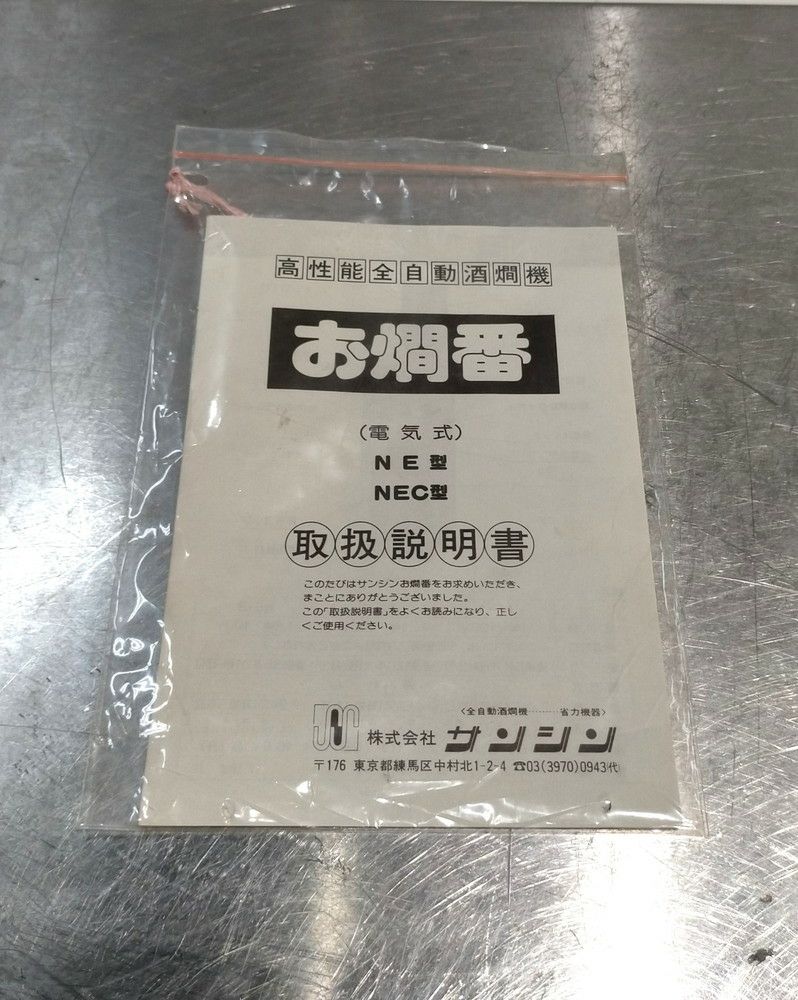 高性能全自動酒燗機
お燗番
(電気式)
NE型
NEC型
取扱説明書
このたびはサンシンお燗番をお求めいただき、
まことにありがとうございました。
この「取扱説明書」をよくお読みになり、正し
くご使用ください。
〈全自動酒燗機………省力機器〉
株式会社 サンシン
〒176 東京都練馬区中村北1-2-4 ☎03(3970)0943(代)